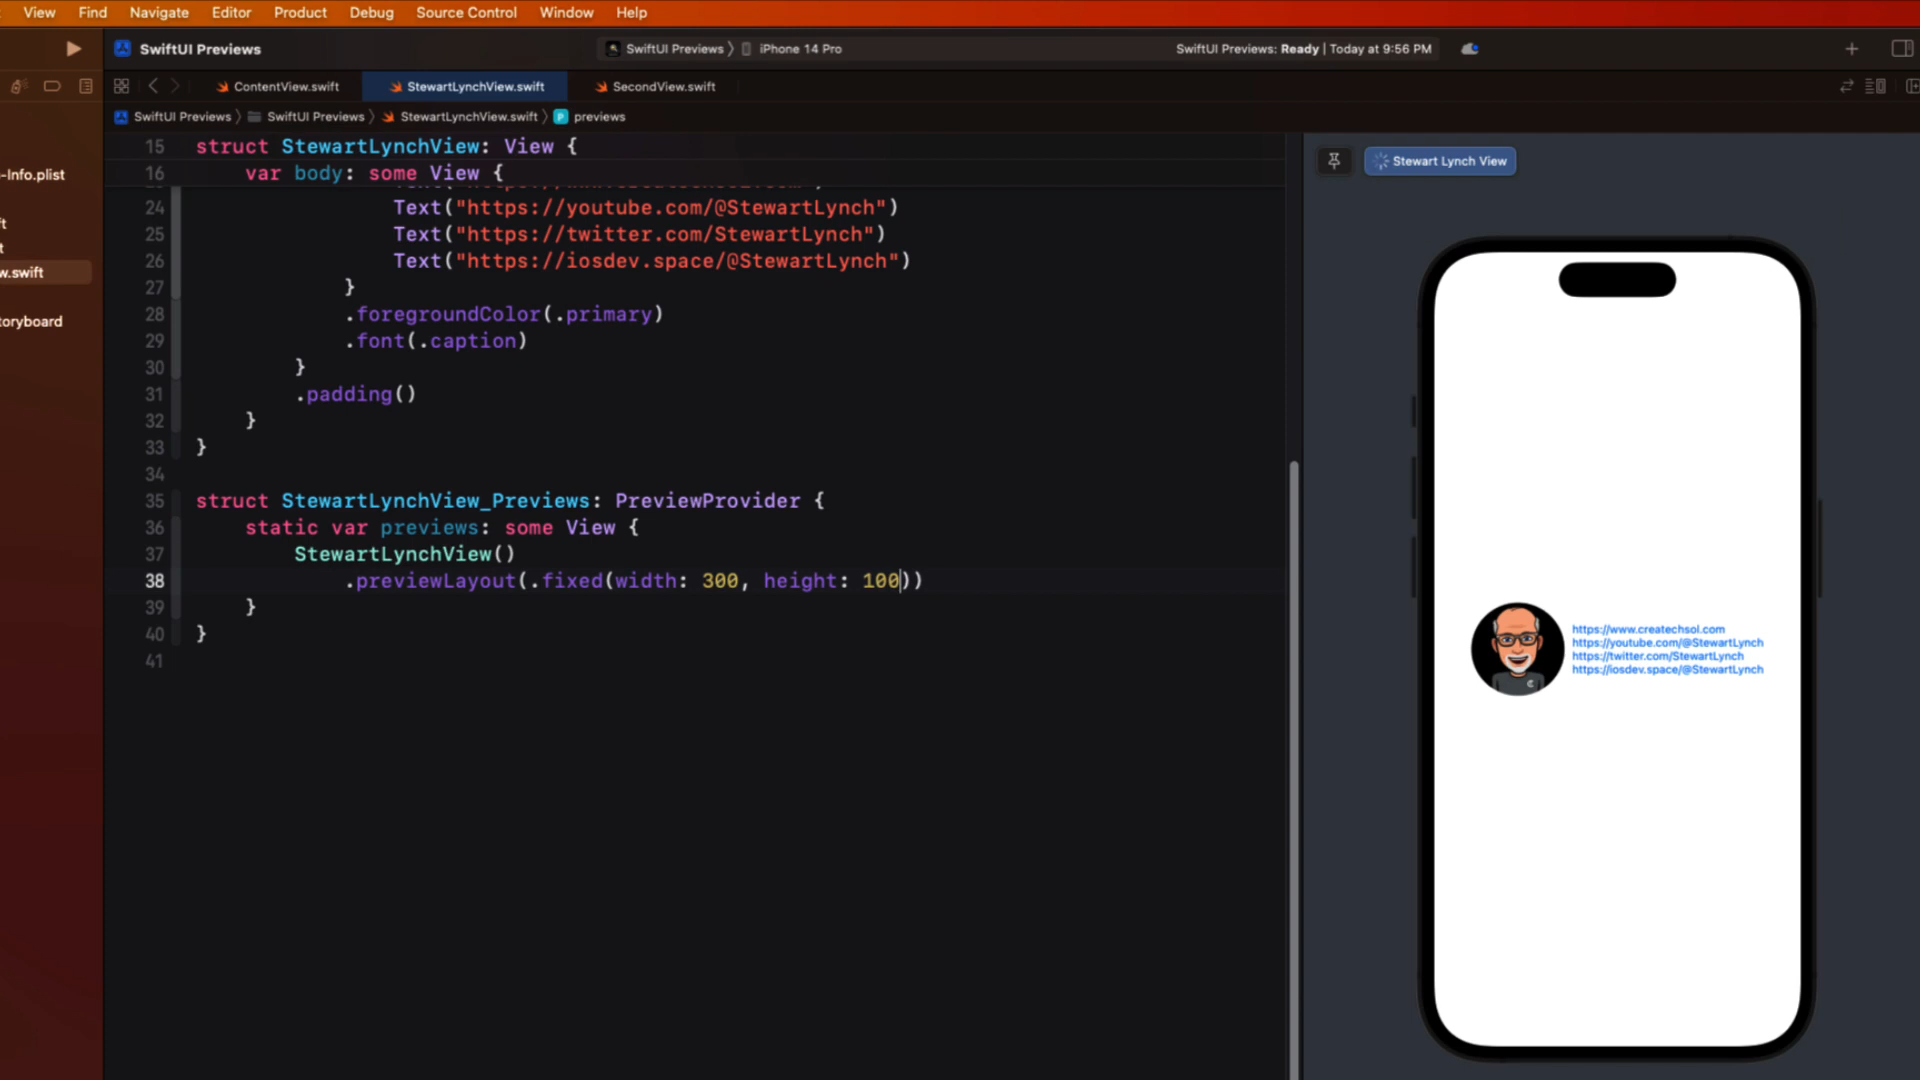 View Find Navigate Editor Product Debug Source Control Window Help
SwiftUI Previews
SwiftUI Previews 〉 iPhone 14 Pro
SwiftUI Previews: Ready | Today at 9:56 PM
ContentView.swift
StewartLynchView.swift
SecondView.swift
SwiftUI Previews 〉 SwiftUI Previews 〉 StewartLynchView.swift 〉 P previews
-Info.plist
ft
t
w.swift
toryboard
15 struct StewartLynchView: View {
16 var body: some View {
24 Text("https://youtube.com/@StewartLynch")
25 Text("https://twitter.com/StewartLynch")
26 Text("https://iosdev.space/@StewartLynch")
27 }
28 .foregroundColor(.primary)
29 .font(.caption)
30 }
31 .padding()
32 }
33 }
34
35 struct StewartLynchView_Previews: PreviewProvider {
36 static var previews: some View {
37 StewartLynchView()
38 .previewLayout(.fixed(width: 300, height: 100))
39 }
40 }
41
Stewart Lynch View
https://www.createchsol.com
https://youtube.com/@StewartLynch
https://twitter.com/StewartLynch
https://iosdev.space/@StewartLynch